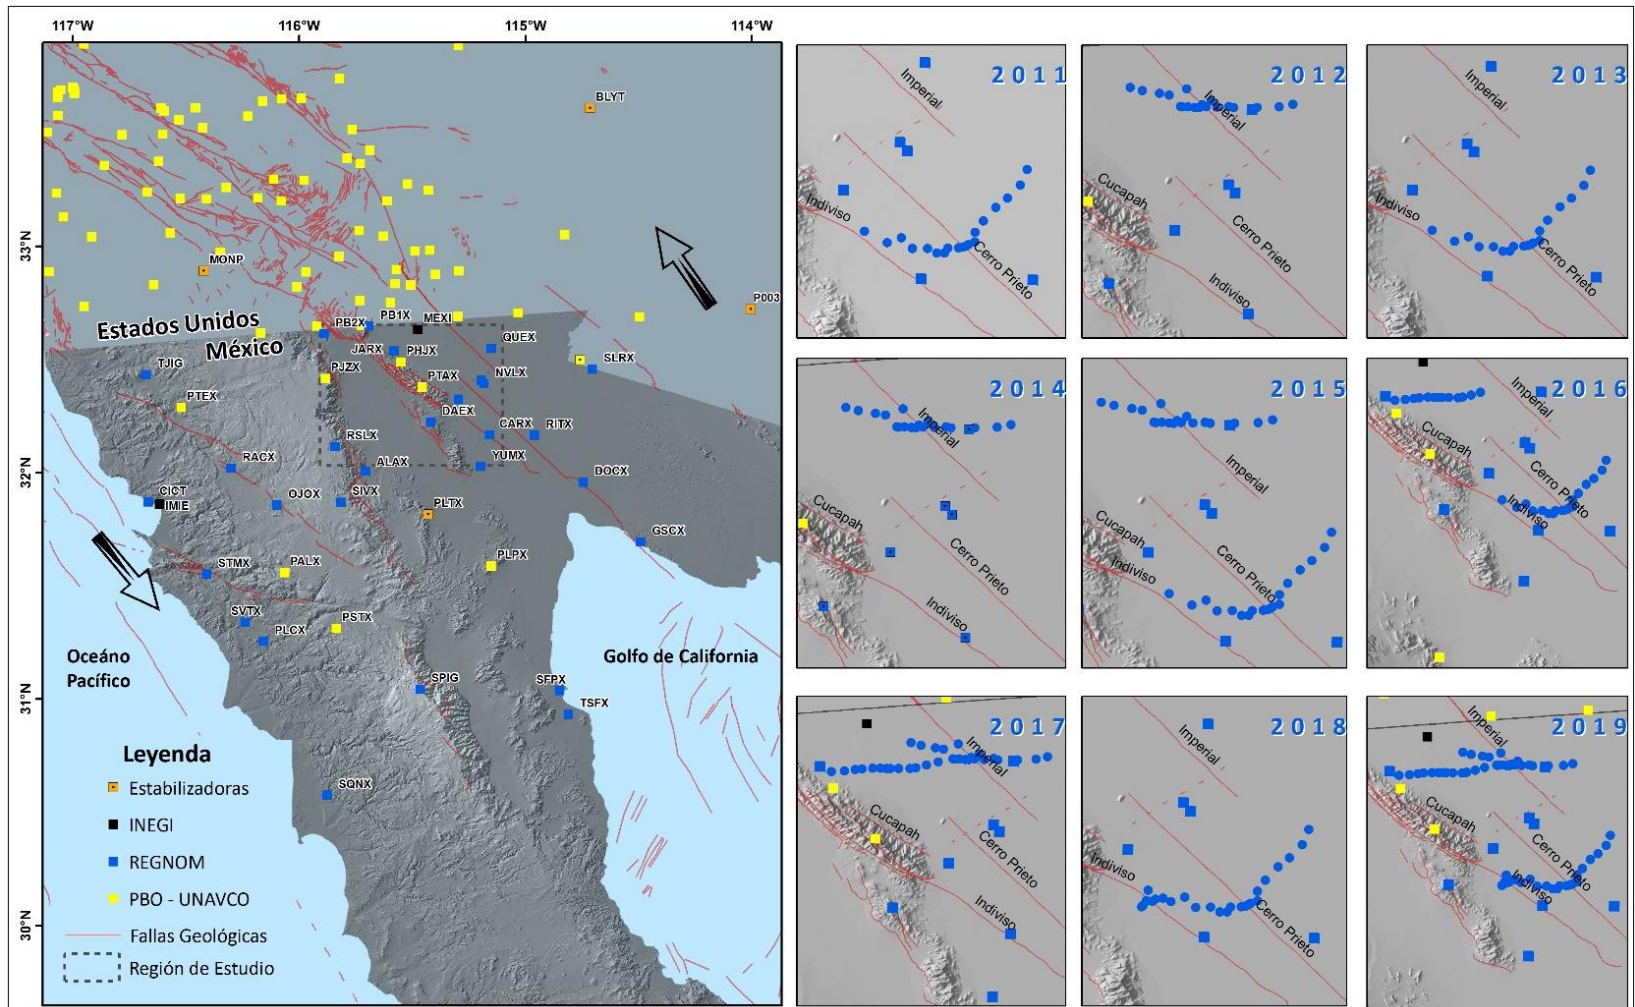 117°W
116°W
115°W
114°W
33°N
32°N
31°N
30°N
BLYT
MONP
P003
Estados Unidos
México
PB2X
PB1X
MEXI
QUEX
JARX
PHJX
SLRX
TJIG
PJZX
PTAX
NVLX
PTEX
DAEX
CARX
RITX
RSLX
YUMX
RACX
ALAX
DOCX
CICT
IMIE
OJOX
SIVX
PLTX
GSCX
STMX
PALX
PLPX
SVTX
PLCX
PSTX
Oceáno
Pacífico
Golfo de California
SPIG
SFPX
TSFX
SQNX
Leyenda
Estabilizadoras
INEGI
REGNOM
PBO - UNAVCO
Fallas Geológicas
Región de Estudio
2011
Imperial
Indiviso
Cerro Prieto
2012
Imperial
Cucapah
Indiviso
Cerro Prieto
Indiviso
2013
Imperial
Indiviso
Cerro Prieto
2014
Imperial
Cucapah
Cerro Prieto
Indiviso
2015
Imperial
Cucapah
Indiviso
Cerro Prieto
2016
Imperial
Cucapah
Cerro Prieto
Indiviso
2017
Imperial
Cucapah
Cerro Prieto
Indiviso
2018
Imperial
Indiviso
Cerro Prieto
2019
Imperial
Cucapah
Cerro Prieto
Indiviso